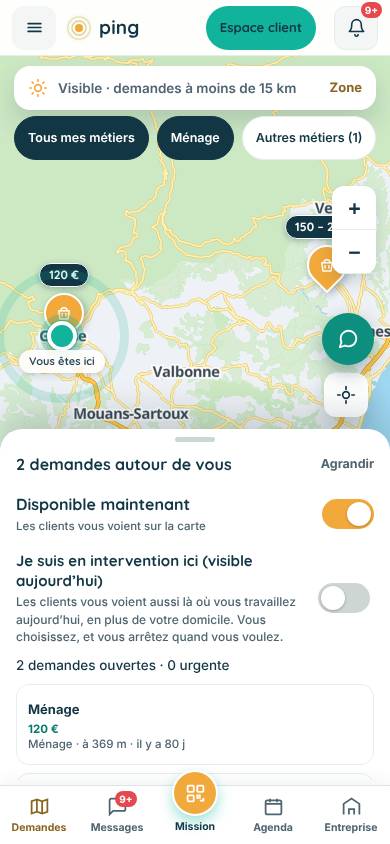 ping
Espace client
9+
Visible · demandes à moins de 15 km
Zone
Tous mes métiers
Ménage
Autres métiers (1)
+
−
120 €
Vous êtes ici
Valbonne
Mouans-Sartoux
2 demandes autour de vous
Agrandir
Disponible maintenant
Les clients vous voient sur la carte
Je suis en intervention ici (visible
aujourd’hui)
Les clients vous voient aussi là où vous travaillez
aujourd’hui, en plus de votre domicile. Vous
choisissez, et vous arrêtez quand vous voulez.
2 demandes ouvertes · 0 urgente
Ménage
120 €
Ménage · à 369 m · il y a 80 j
9+
Demandes
Messages
Mission
Agenda
Entreprise